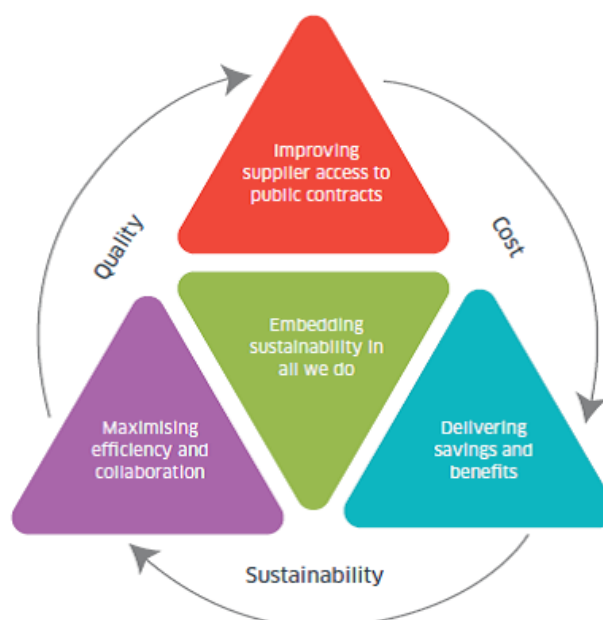 Improving
supplier access to
public contracts
Quality
Cost
Embedding
sustainability in
all we do
Maximising
efficiency and
collaboration
Delivering
savings and
benefits
Sustainability